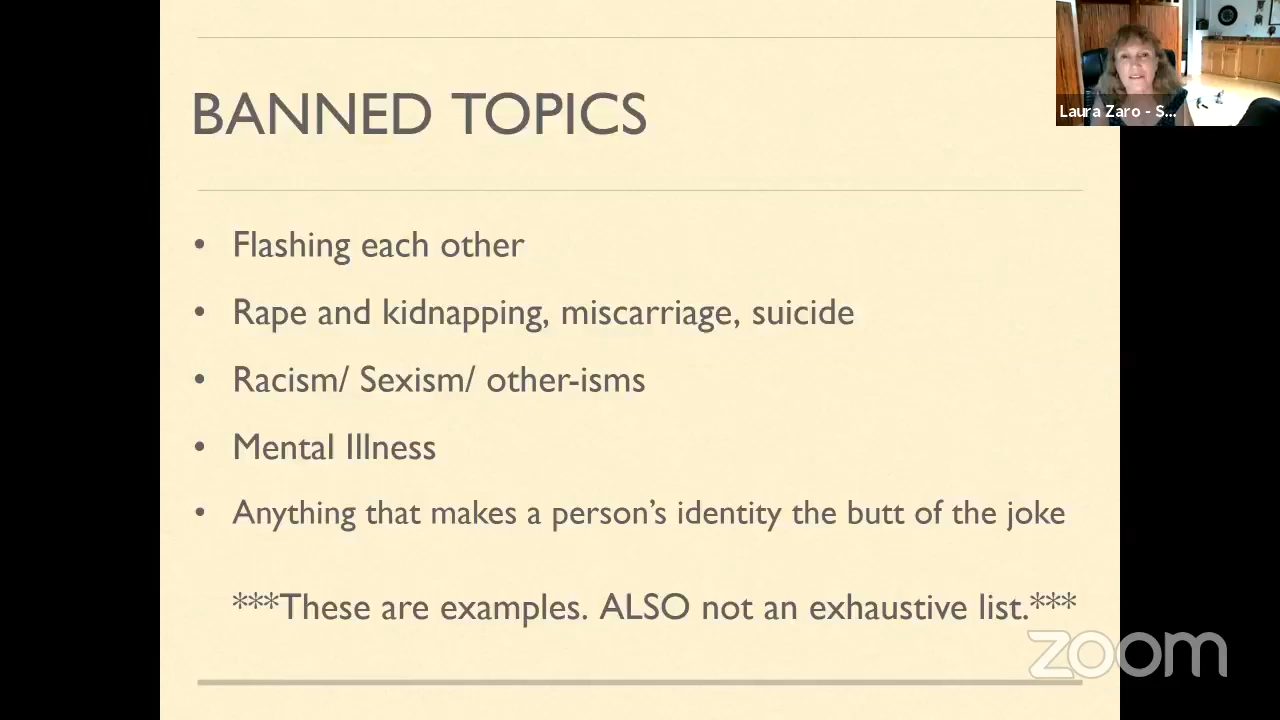 Laura Zaro - S...
BANNED TOPICS
• Flashing each other
• Rape and kidnapping, miscarriage, suicide
• Racism/ Sexism/ other-isms
• Mental Illness
• Anything that makes a person’s identity the butt of the joke
***These are examples. ALSO not an exhaustive list.***
zoom